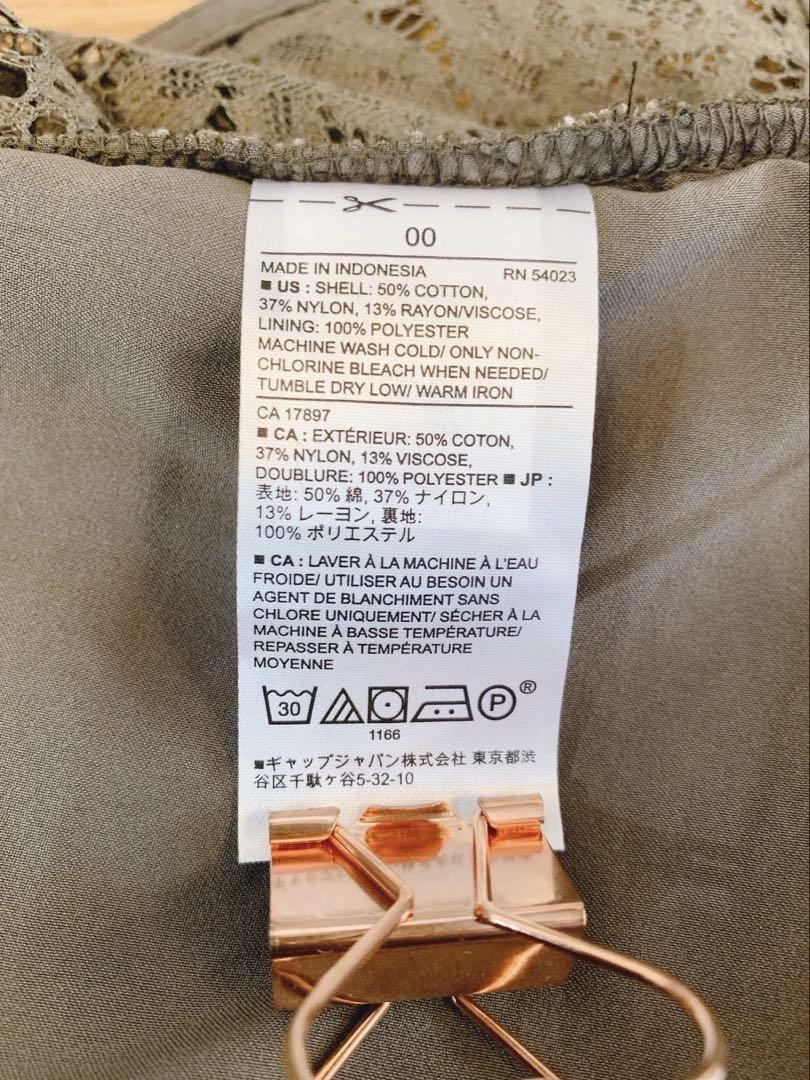 00
MADE IN INDONESIA RN 54023
■ US : SHELL: 50% COTTON,
37% NYLON, 13% RAYON/VISCOSE,
LINING: 100% POLYESTER
MACHINE WASH COLD/ ONLY NON-
CHLORINE BLEACH WHEN NEEDED/
TUMBLE DRY LOW/ WARM IRON
CA 17897
■ CA : EXTÉRIEUR: 50% COTON,
37% NYLON, 13% VISCOSE,
DOUBLURE: 100% POLYESTER ■ JP :
表地: 50% 綿, 37% ナイロン,
13% レーヨン, 裏地:
100% ポリエステル
■ CA : LAVER À LA MACHINE À L'EAU
FROIDE/ UTILISER AU BESOIN UN
AGENT DE BLANCHIMENT SANS
CHLORE UNIQUEMENT/ SÉCHER À LA
MACHINE À BASSE TEMPÉRATURE/
REPASSER À TEMPÉRATURE
MOYENNE
30 P ®
1166
■ギャップジャパン株式会社 東京都渋
谷区千駄ヶ谷5-32-10